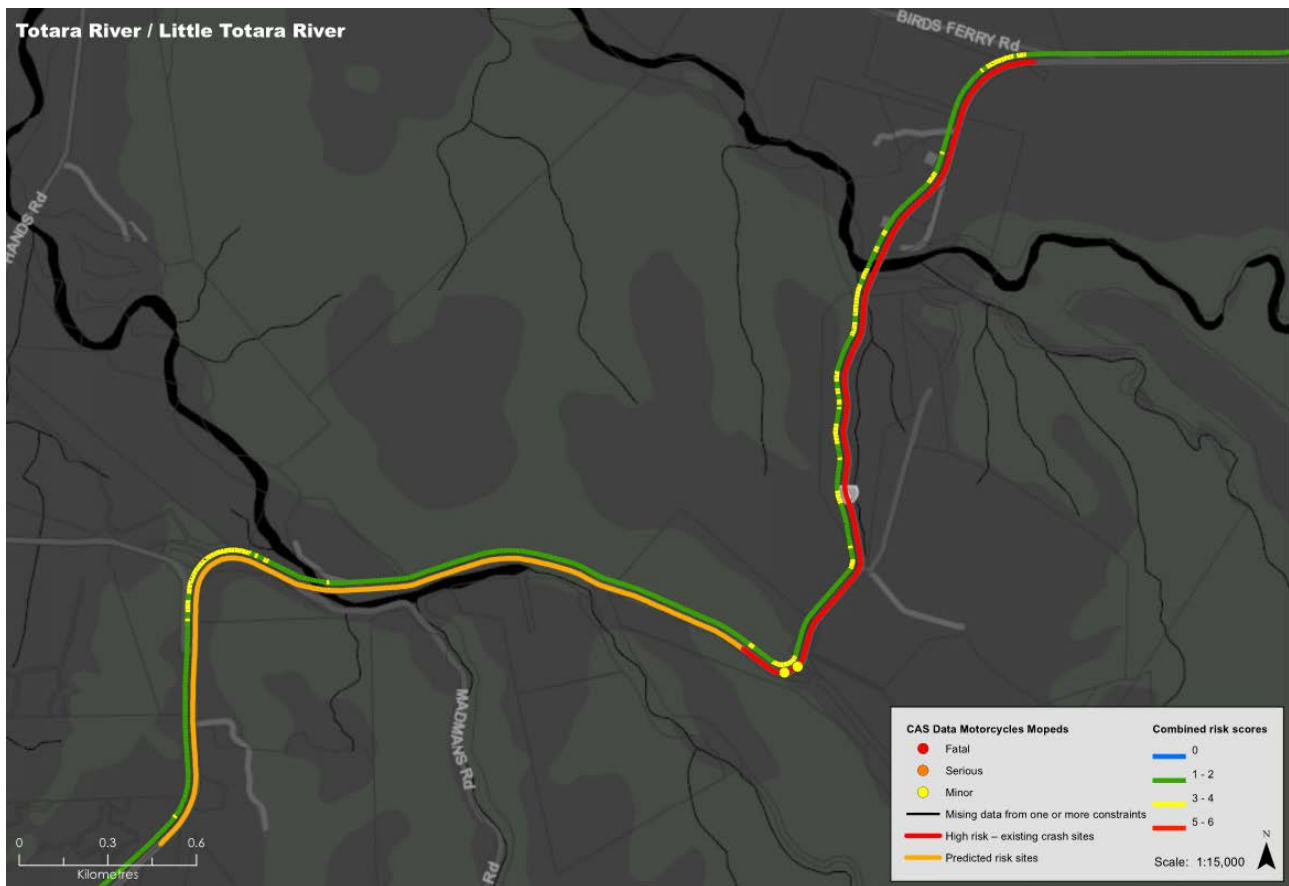 Totara River / Little Totara River
BIRDS FERRY Rd
HANDS Rd
MADMANS Rd
Rd
0 0.3 0.6
Kilometres
CAS Data Motorcycles Mopeds
Fatal
Serious
Minor
Mising data from one or more constraints
High risk – existing crash sites
Predicted risk sites
Combined risk scores
0
1 - 2
3 - 4
5 - 6
N
Scale: 1:15,000